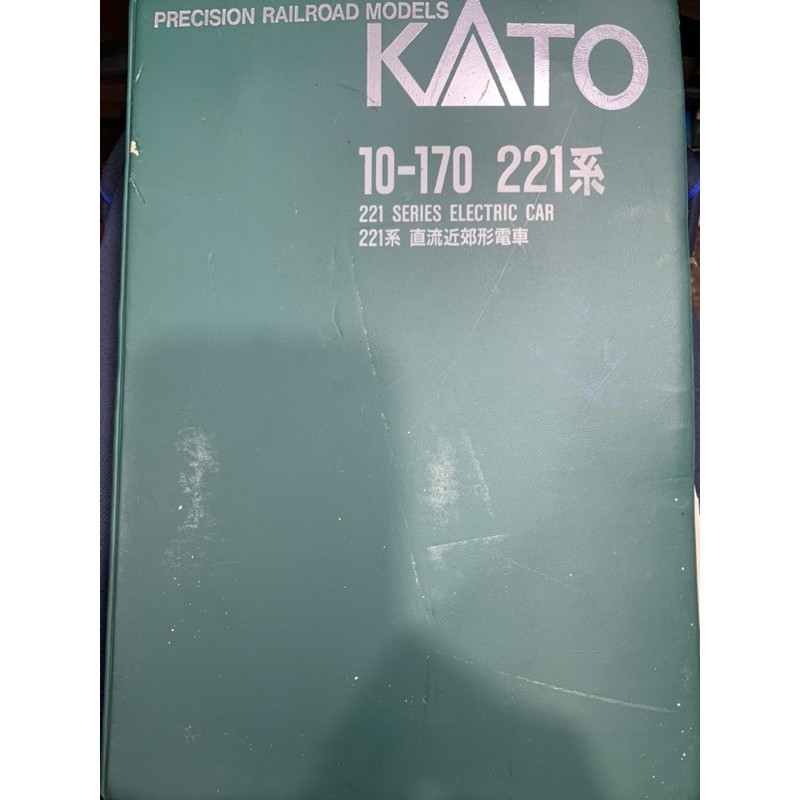 PRECISION RAILROAD MODELS
KATO
10-170 221系
221 SERIES ELECTRIC CAR
221系 直流近郊形電車